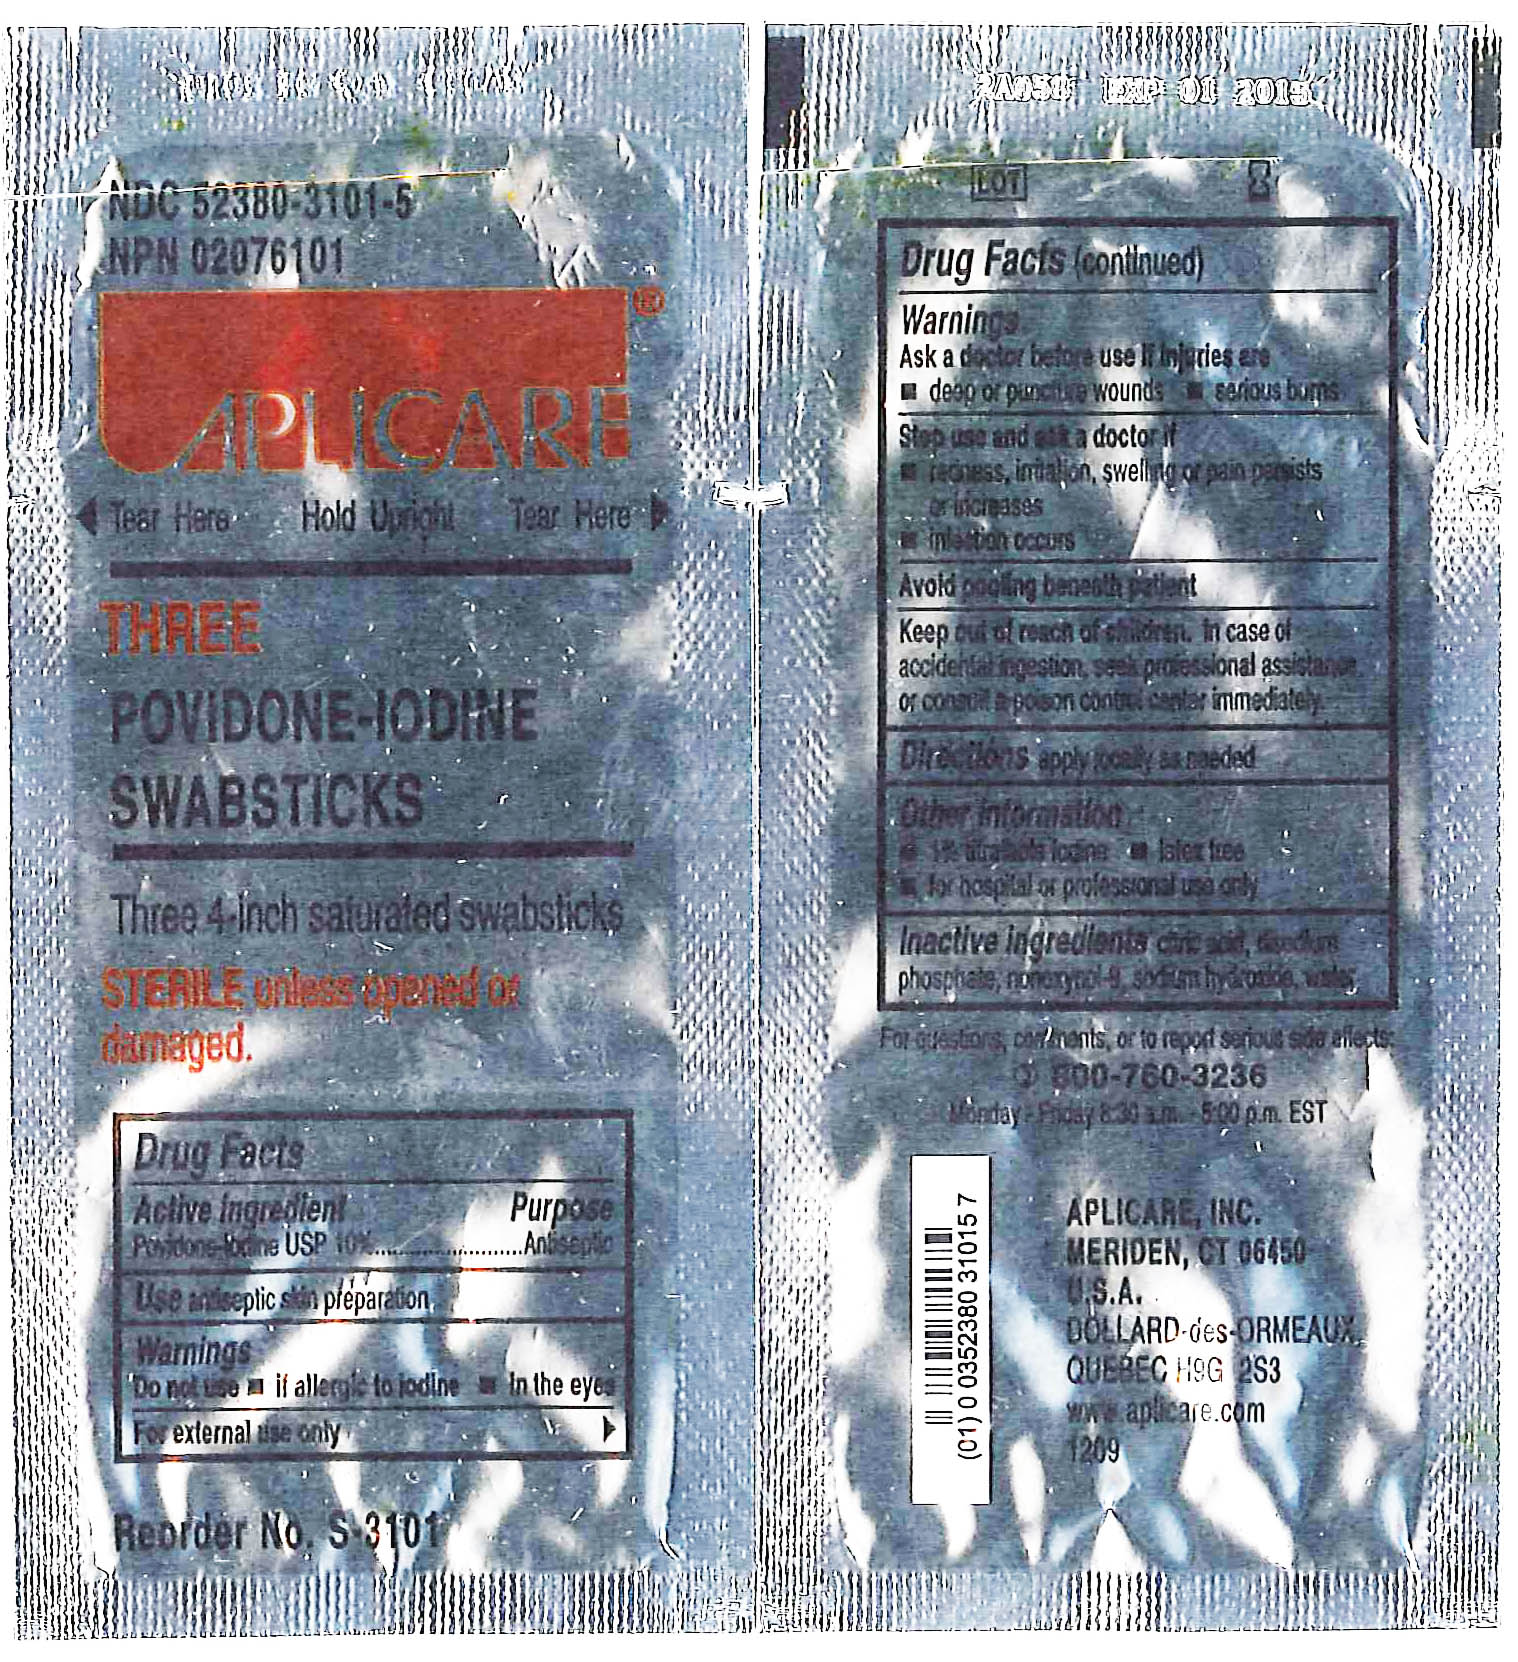 NDC 52380-3101-5
NPN 02076101
APLICARE®
Tear Here Hold Upright Tear Here
THREE
POVIDONE-IODINE
SWABSTICKS
Three 4-inch saturated swabsticks
STERILE unless opened or
damaged.
Drug Facts
Active ingredient Purpose
Povidone-Iodine USP 10%.......................Antiseptic
Use antiseptic skin preparation
Warnings
Do not use ■ if allergic to iodine ■ in the eyes
For external use only
Reorder No. S-3101
2A058 EXP 01 2015
LOT
Drug Facts (continued)
Warnings
Ask a doctor before use if injuries are
■ deep or puncture wounds ■ serious burns
Stop use and ask a doctor if
■ redness, irritation, swelling or pain persists
or increases
■ infection occurs
Avoid pooling beneath patient
Keep out of reach of children. In case of
accidental ingestion, seek professional assistance
or consult a poison control center immediately.
Directions apply locally as needed
Other information
■ 1% titratable iodine ■ latex free
■ for hospital or professional use only
Inactive ingredients citric acid, disodium
phosphate, nonoxynol-9, sodium hydroxide, water
For questions, comments, or to report serious side effects:
800-760-3236
Monday - Friday 8:30 a.m. - 5:00 p.m. EST
(01) 0 0352380 31015 7
APLICARE, INC.
MERIDEN, CT 06450
U.S.A.
DOLLARD-des-ORMEAUX,
QUEBEC H9G 2S3
www.aplicare.com
1209